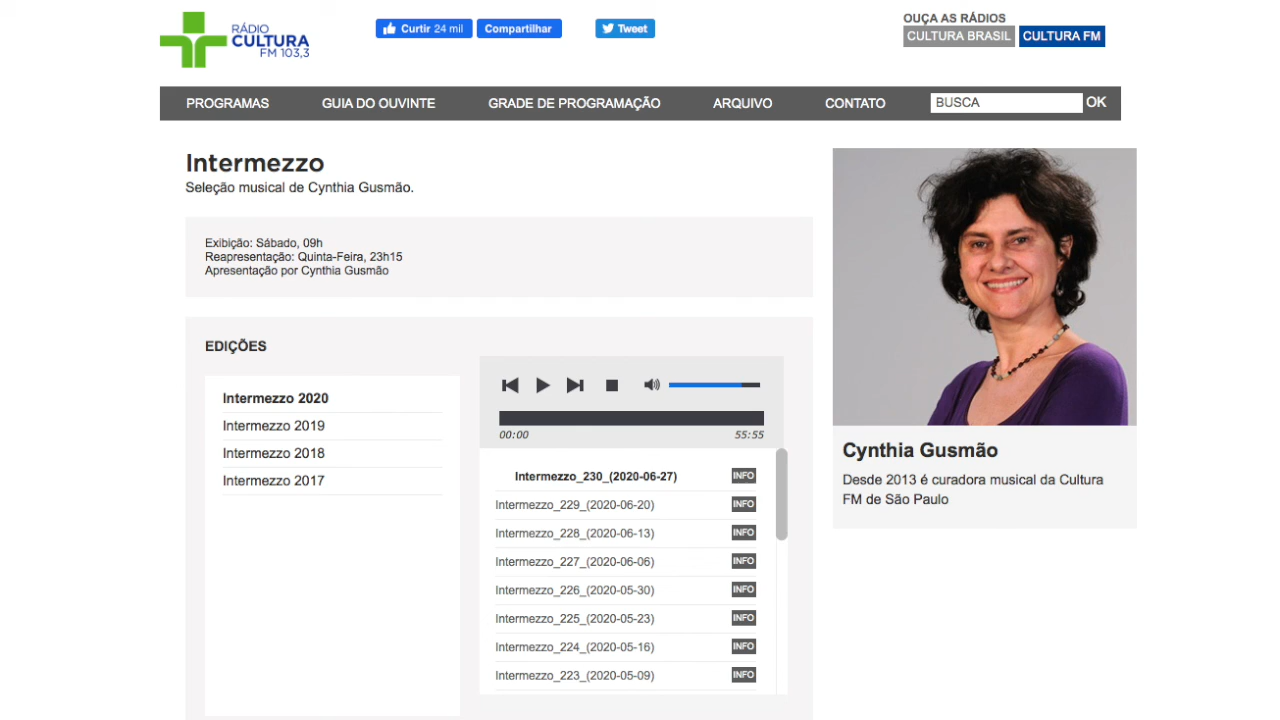 RÁDIO
CULTURA
FM 103,3
Curtir 24 mil
Compartilhar
Tweet
OUÇA AS RÁDIOS
CULTURA BRASIL
CULTURA FM
PROGRAMAS
GUIA DO OUVINTE
GRADE DE PROGRAMAÇÃO
ARQUIVO
CONTATO
BUSCA
OK
Intermezzo
Seleção musical de Cynthia Gusmão.
Exibição: Sábado, 09h
Reapresentação: Quinta-Feira, 23h15
Apresentação por Cynthia Gusmão
EDIÇÕES
Intermezzo 2020
Intermezzo 2019
Intermezzo 2018
Intermezzo 2017
00:00
55:55
Intermezzo_230_(2020-06-27) INFO
Intermezzo_229_(2020-06-20) INFO
Intermezzo_228_(2020-06-13) INFO
Intermezzo_227_(2020-06-06) INFO
Intermezzo_226_(2020-05-30) INFO
Intermezzo_225_(2020-05-23) INFO
Intermezzo_224_(2020-05-16) INFO
Intermezzo_223_(2020-05-09) INFO
Cynthia Gusmão
Desde 2013 é curadora musical da Cultura
FM de São Paulo